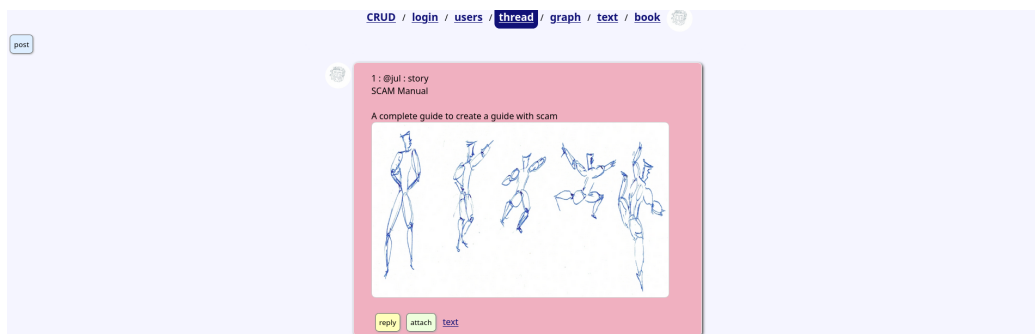 CRUD / login / users / thread / graph / text / book
post
1 : @jul : story
SCAM Manual
A complete guide to create a guide with scam
reply attach text